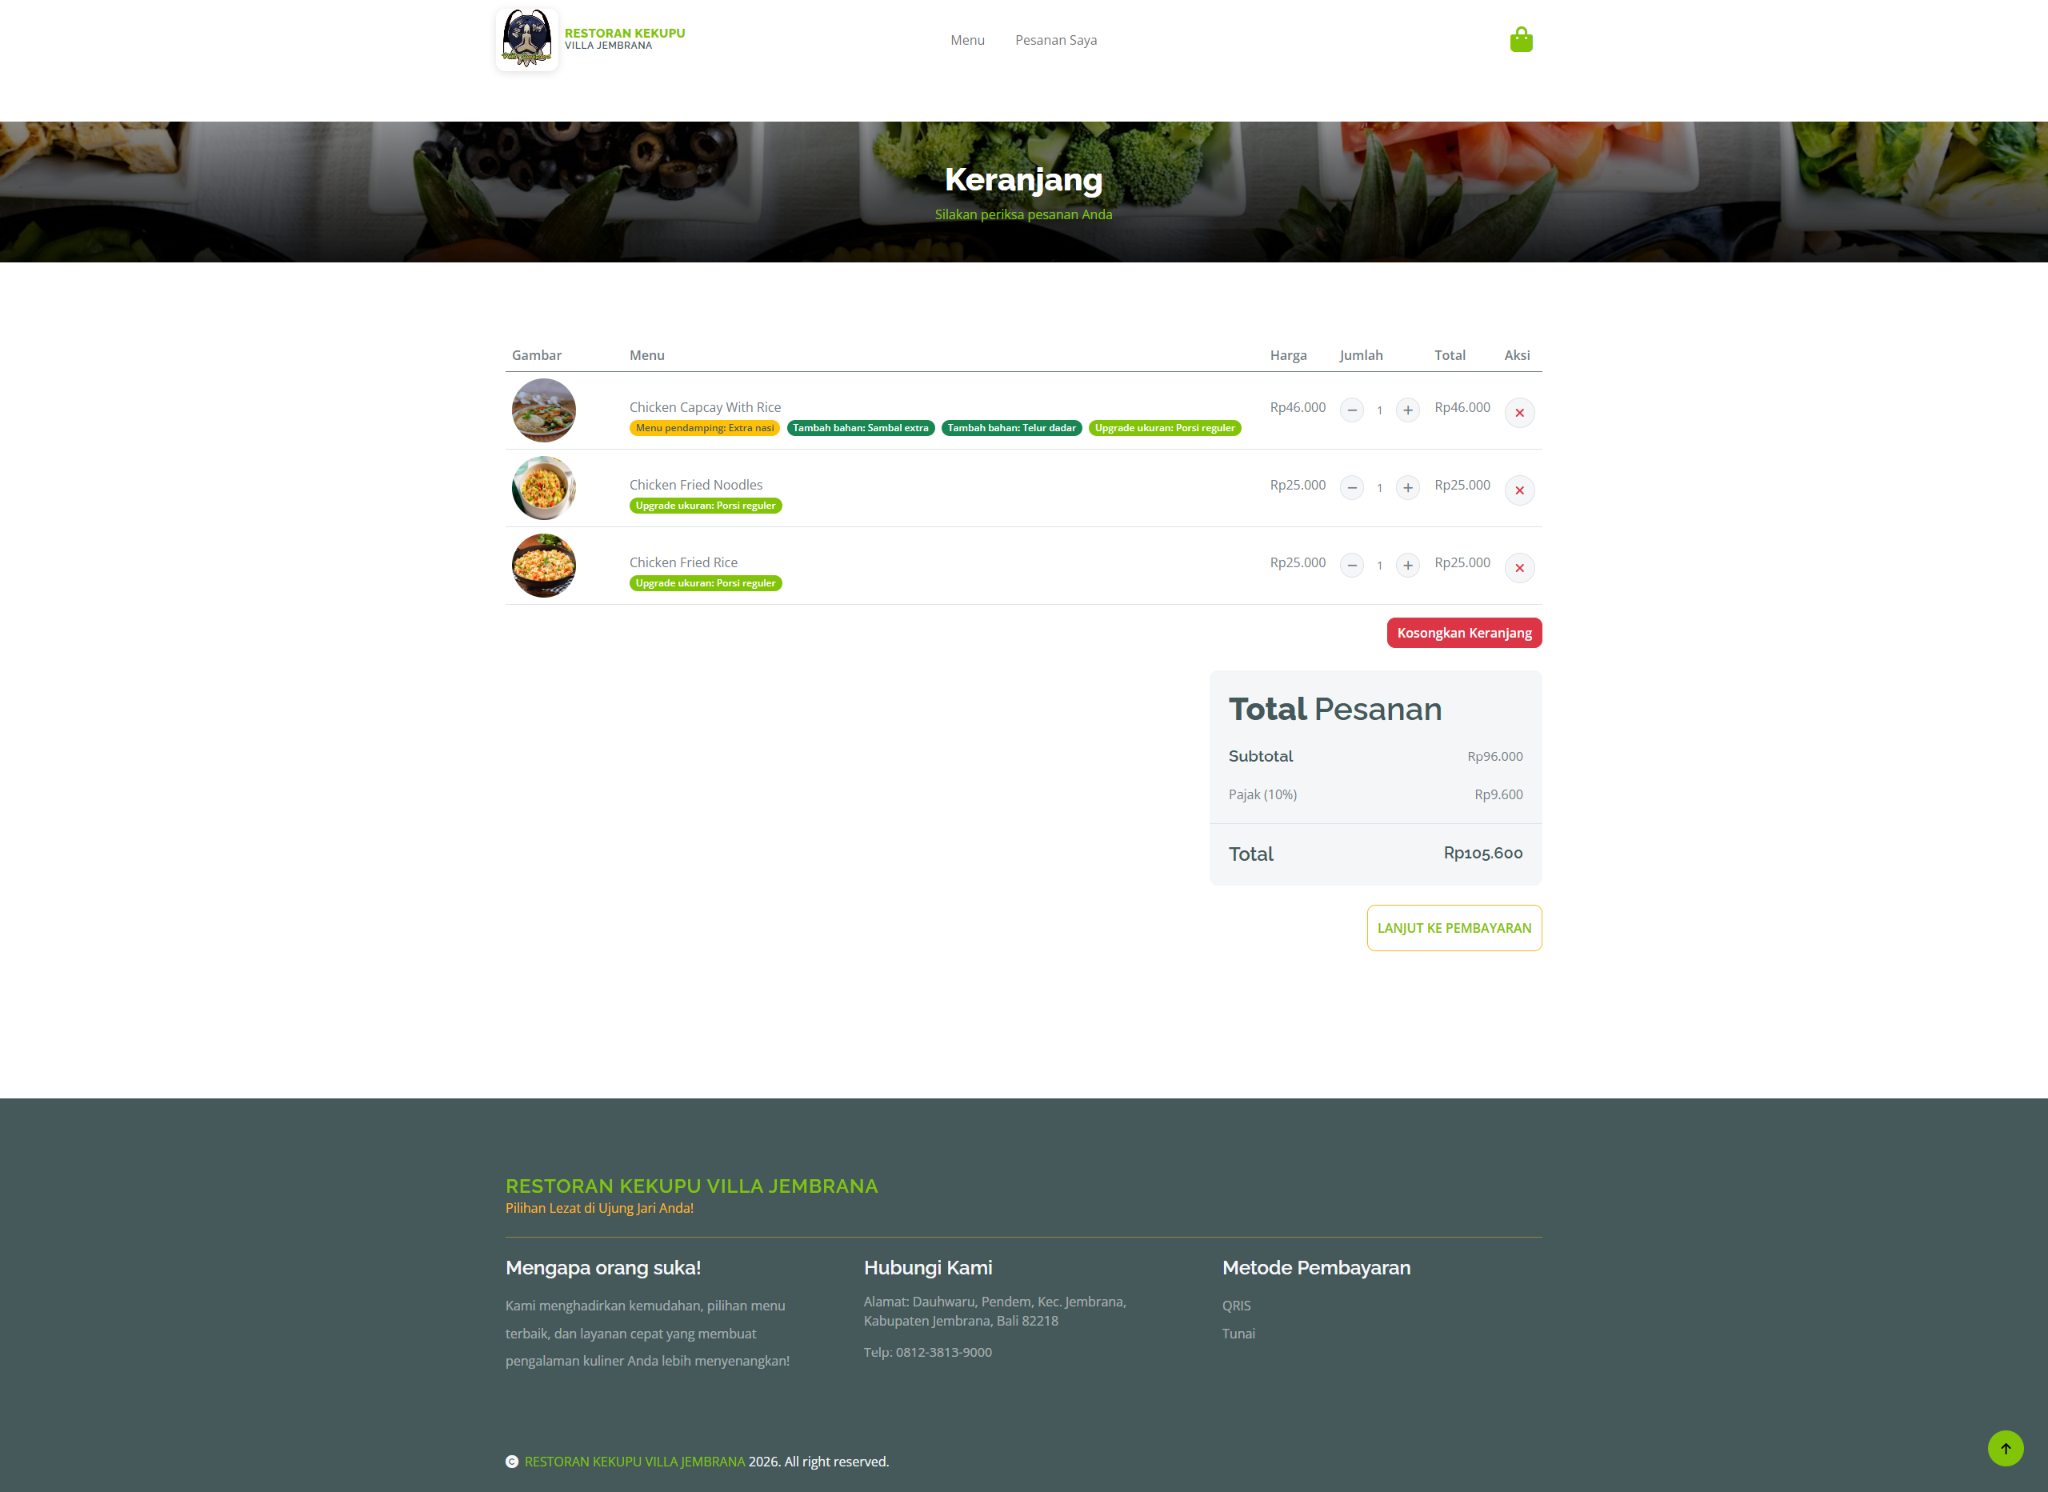 RESTORAN KEKUPU
VILLA JEMBRANA
Menu
Pesanan Saya
Keranjang
Silakan periksa pesanan Anda
Gambar Menu Harga Jumlah Total Aksi
Chicken Capcay With Rice Rp46.000 1 Rp46.000
Menu pendamping: Extra nasi Tambah bahan: Sambal extra Tambah bahan: Telur dadar Upgrade ukuran: Porsi reguler
Chicken Fried Noodles Rp25.000 1 Rp25.000
Upgrade ukuran: Porsi reguler
Chicken Fried Rice Rp25.000 1 Rp25.000
Upgrade ukuran: Porsi reguler
Kosongkan Keranjang
Total Pesanan
Subtotal Rp96.000
Pajak (10%) Rp9.600
Total Rp105.600
LANJUT KE PEMBAYARAN
RESTORAN KEKUPU VILLA JEMBRANA
Pilihan Lezat di Ujung Jari Anda!
Mengapa orang suka!
Kami menghadirkan kemudahan, pilihan menu
terbaik, dan layanan cepat yang membuat
pengalaman kuliner Anda lebih menyenangkan!
Hubungi Kami
Alamat: Dauhwaru, Pendem, Kec. Jembrana,
Kabupaten Jembrana, Bali 82218
Telp: 0812-3813-9000
Metode Pembayaran
QRIS
Tunai
© RESTORAN KEKUPU VILLA JEMBRANA 2026. All right reserved.